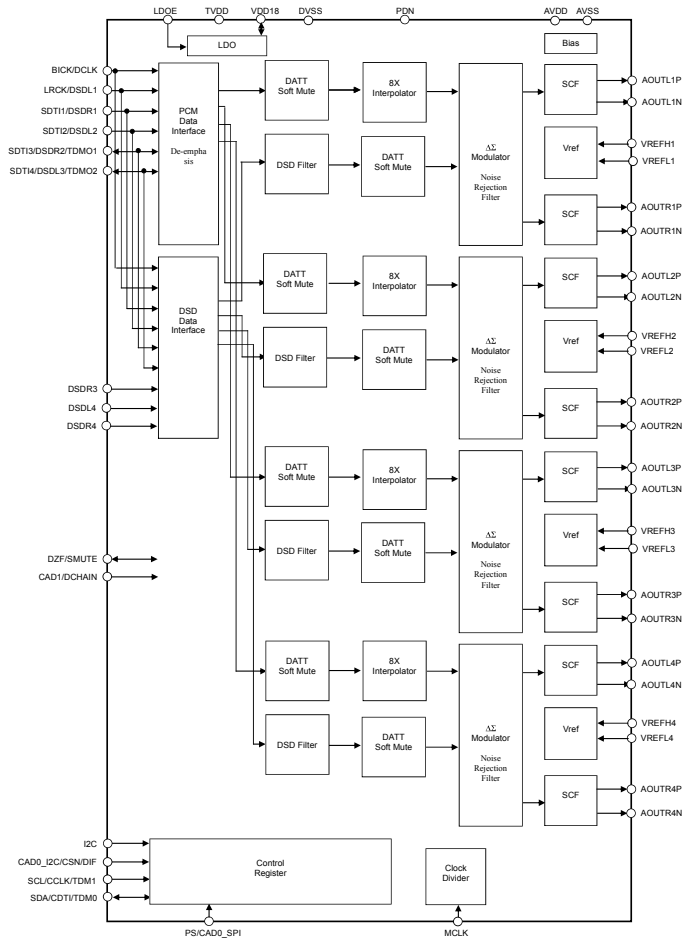 LDOE
TVDD
VDD18
DVSS
PDN
AVDD
AVSS
LDO
Bias
BICK/DCLK
LRCK/DSDL1
SDTI1/DSDR1
SDTI2/DSDL2
SDTI3/DSDR2/TDMO1
SDTI4/DSDL3/TDMO2
PCM
Data
Interface
De-empha
sis
DATT
Soft Mute
8X
Interpolator
DSD Filter
DATT
Soft Mute
ΔΣ
Modulator
Noise
Rejection
Filter
SCF
Vref
SCF
AOUTL1P
AOUTL1N
VREFH1
VREFL1
AOUTR1P
AOUTR1N
DSD
Data
Interface
DSDR3
DSDL4
DSDR4
DATT
Soft Mute
8X
Interpolator
DSD Filter
DATT
Soft Mute
ΔΣ
Modulator
Noise
Rejection
Filter
SCF
Vref
SCF
AOUTL2P
AOUTL2N
VREFH2
VREFL2
AOUTR2P
AOUTR2N
DATT
Soft Mute
8X
Interpolator
DSD Filter
DATT
Soft Mute
ΔΣ
Modulator
Noise
Rejection
Filter
SCF
Vref
SCF
AOUTL3P
AOUTL3N
VREFH3
VREFL3
AOUTR3P
AOUTR3N
DZF/SMUTE
CAD1/DCHAIN
DATT
Soft Mute
8X
Interpolator
DSD Filter
DATT
Soft Mute
ΔΣ
Modulator
Noise
Rejection
Filter
SCF
Vref
SCF
AOUTL4P
AOUTL4N
VREFH4
VREFL4
AOUTR4P
AOUTR4N
I2C
CAD0_I2C/CSN/DIF
SCL/CCLK/TDM1
SDA/CDTI/TDM0
Control
Register
Clock
Divider
PS/CAD0_SPI
MCLK